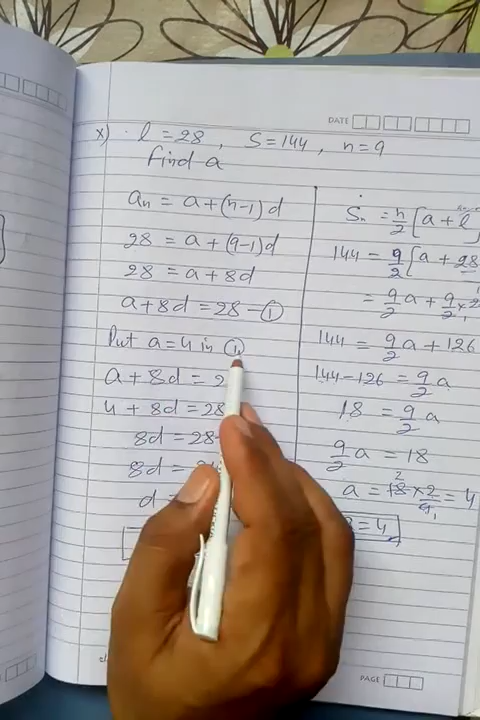 DATE
x) l = 28 , S = 144 , n = 9
find a
aₙ = a + (n-1) d
28 = a + (9-1) d
28 = a + 8d
a + 8d = 28 - ①
Put a = 4 in ①
a + 8d = 2
4 + 8d = 28
8d = 28-
8d =
d =
Sₙ = n/2 [a + l]
144 = 9/2 [a + 28
= 9/2 a + 9/2 ×
144 = 9/2 a + 126
144 - 126 = 9/2 a
18 = 9/2 a
9/2 a = 18
a = 18 × 2/9 = 4
= 4
PAGE